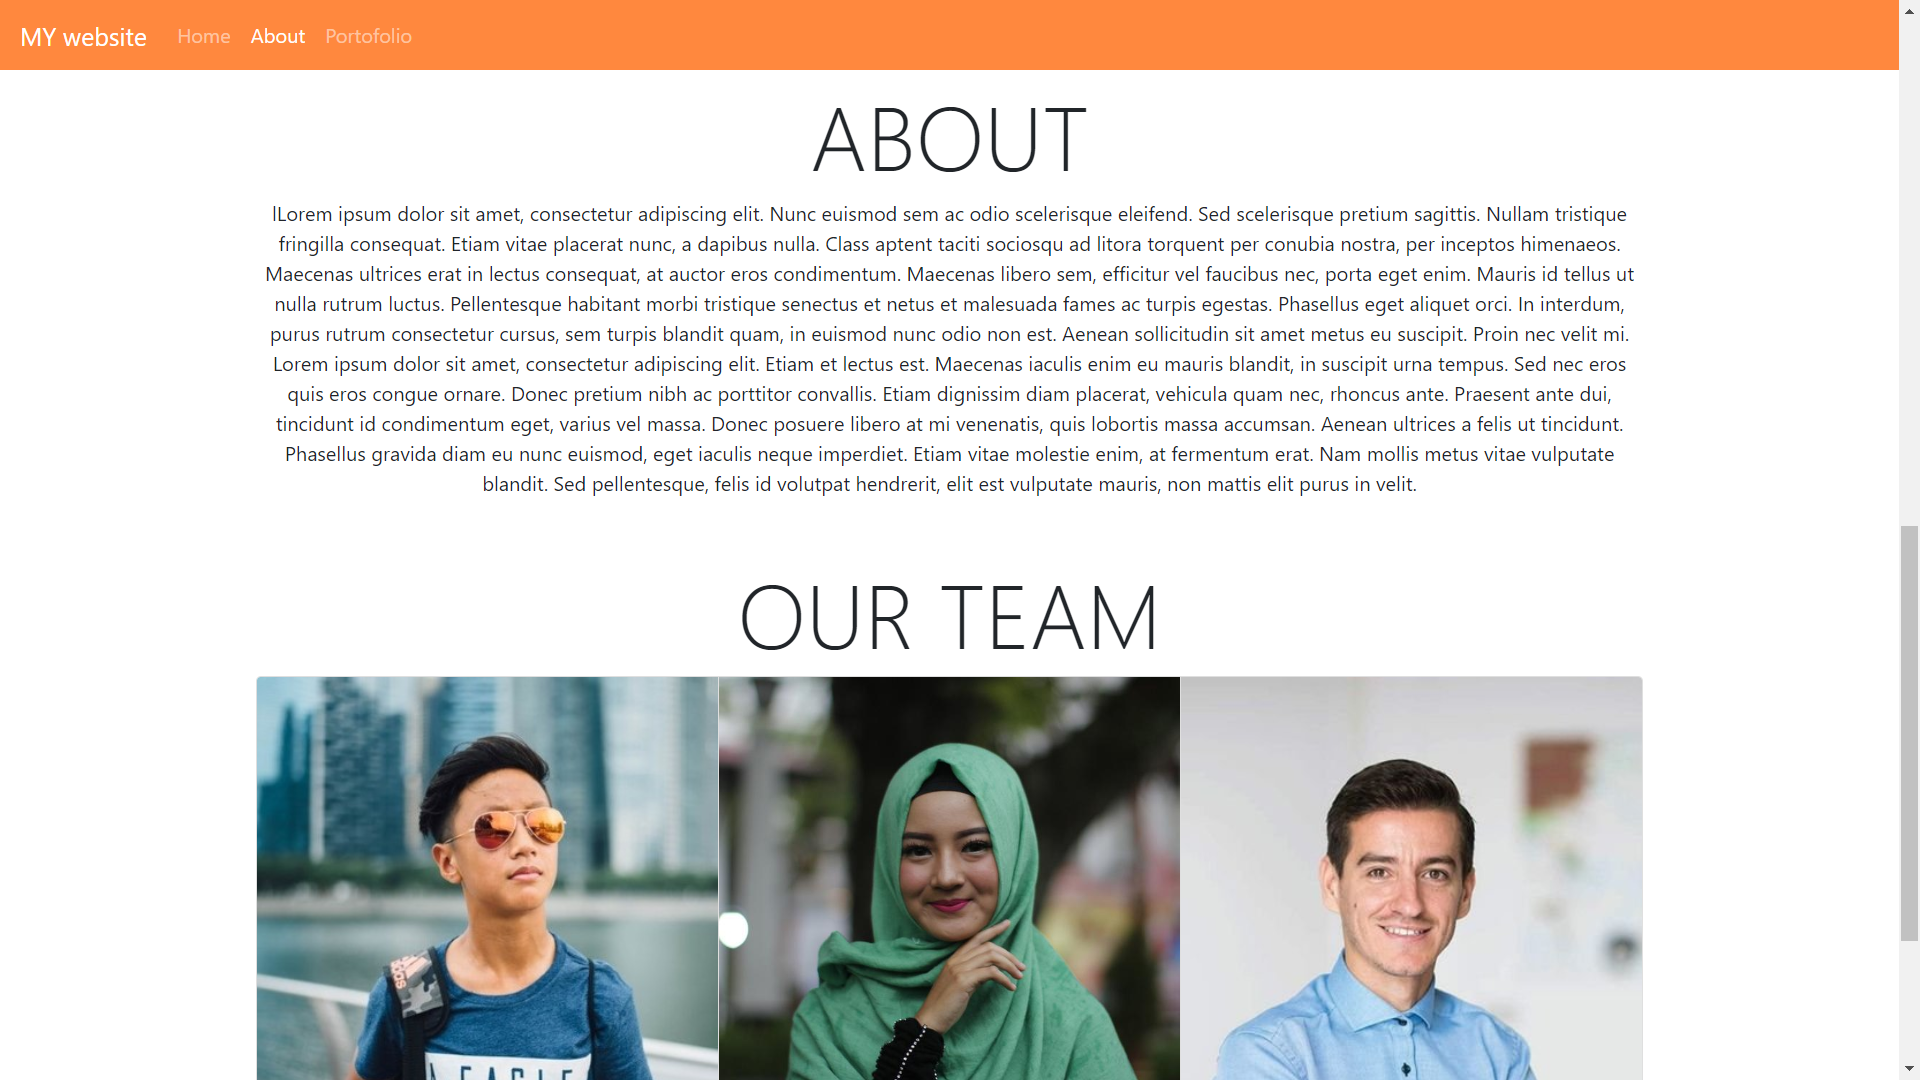 MY website Home About Portofolio
ABOUT
lLorem ipsum dolor sit amet, consectetur adipiscing elit. Nunc euismod sem ac odio scelerisque eleifend. Sed scelerisque pretium sagittis. Nullam tristique
fringilla consequat. Etiam vitae placerat nunc, a dapibus nulla. Class aptent taciti sociosqu ad litora torquent per conubia nostra, per inceptos himenaeos.
Maecenas ultrices erat in lectus consequat, at auctor eros condimentum. Maecenas libero sem, efficitur vel faucibus nec, porta eget enim. Mauris id tellus ut
nulla rutrum luctus. Pellentesque habitant morbi tristique senectus et netus et malesuada fames ac turpis egestas. Phasellus eget aliquet orci. In interdum,
purus rutrum consectetur cursus, sem turpis blandit quam, in euismod nunc odio non est. Aenean sollicitudin sit amet metus eu suscipit. Proin nec velit mi.
Lorem ipsum dolor sit amet, consectetur adipiscing elit. Etiam et lectus est. Maecenas iaculis enim eu mauris blandit, in suscipit urna tempus. Sed nec eros
quis eros congue ornare. Donec pretium nibh ac porttitor convallis. Etiam dignissim diam placerat, vehicula quam nec, rhoncus ante. Praesent ante dui,
tincidunt id condimentum eget, varius vel massa. Donec posuere libero at mi venenatis, quis lobortis massa accumsan. Aenean ultrices a felis ut tincidunt.
Phasellus gravida diam eu nunc euismod, eget iaculis neque imperdiet. Etiam vitae molestie enim, at fermentum erat. Nam mollis metus vitae vulputate
blandit. Sed pellentesque, felis id volutpat hendrerit, elit est vulputate mauris, non mattis elit purus in velit.
OUR TEAM